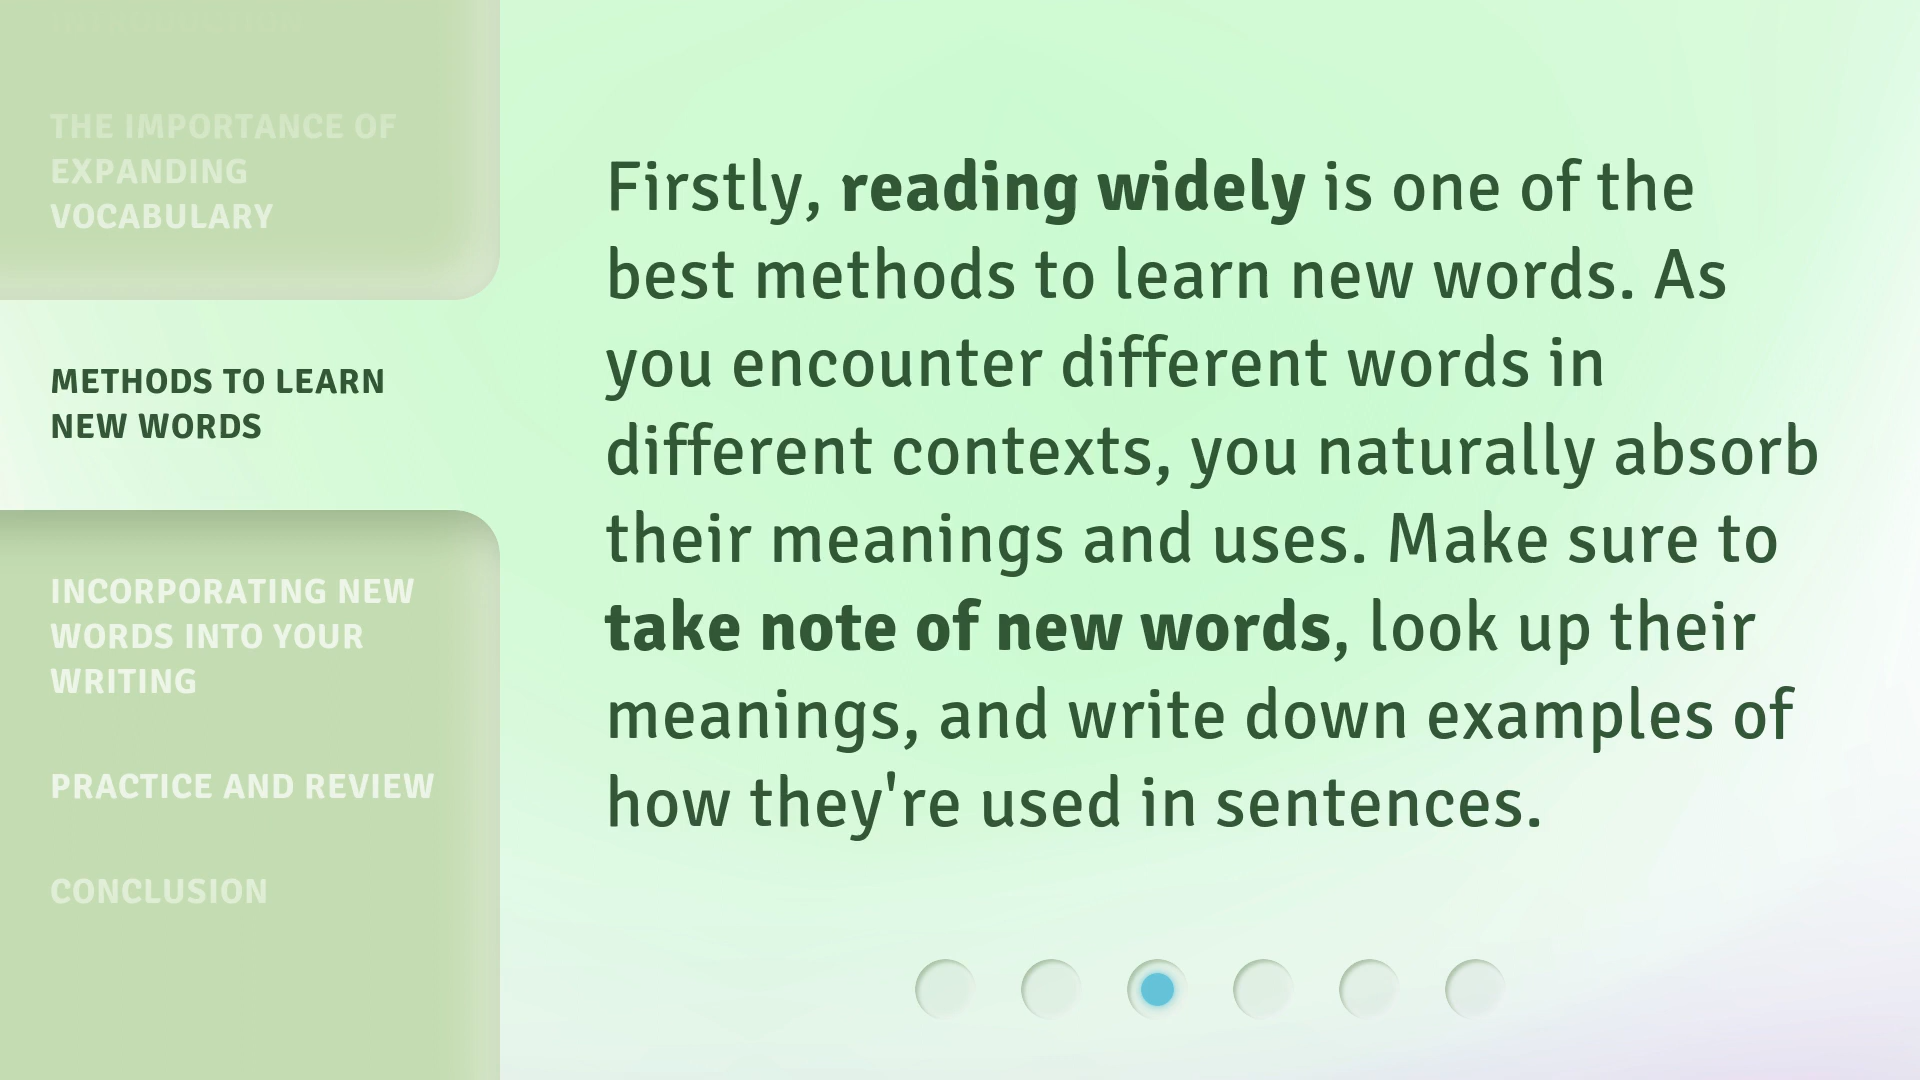 INTRODUCTION
THE IMPORTANCE OF
EXPANDING
VOCABULARY
METHODS TO LEARN
NEW WORDS
INCORPORATING NEW
WORDS INTO YOUR
WRITING
PRACTICE AND REVIEW
CONCLUSION
Firstly, reading widely is one of the
best methods to learn new words. As
you encounter different words in
different contexts, you naturally absorb
their meanings and uses. Make sure to
take note of new words, look up their
meanings, and write down examples of
how they're used in sentences.